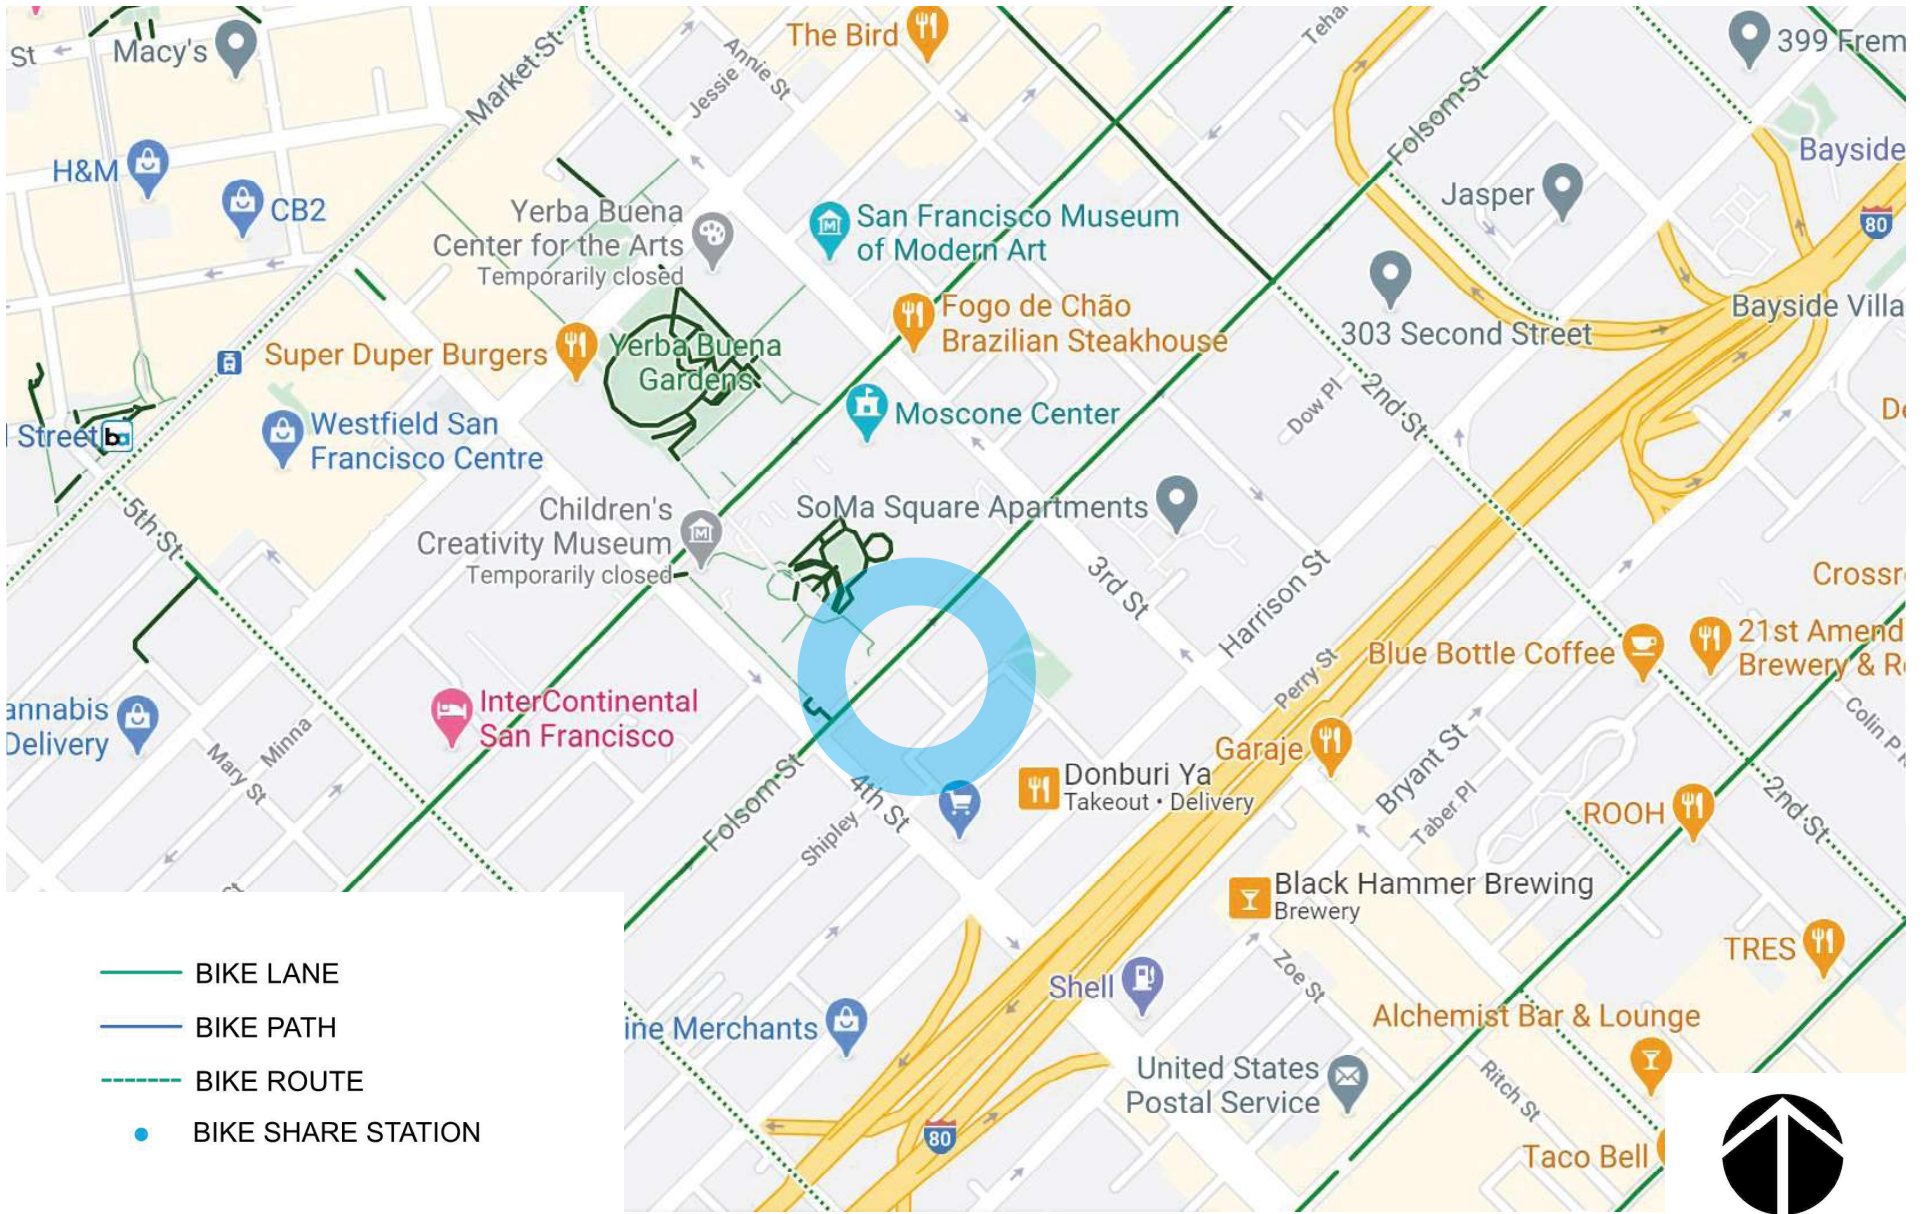 The Bird
Teha
399 Frem
St
Macy's
Market St
Annie St
Jessie
Folsom St
Bayside
H&M
CB2
Yerba Buena
Center for the Arts
Temporarily closed
San Francisco Museum
of Modern Art
Jasper
80
Fogo de Chão
Brazilian Steakhouse
303 Second Street
Bayside Villa
Super Duper Burgers
Yerba Buena
Gardens
Westfield San
Francisco Centre
Moscone Center
Dow Pl
2nd St
De
l Street
ba
5th St
Children's
Creativity Museum
Temporarily closed
SoMa Square Apartments
3rd St
Harrison St
Crossr
Blue Bottle Coffee
21st Amend
Brewery & R
Perry St
InterContinental
San Francisco
annabis
Delivery
Minna
Mary St
Garaje
Bryant St
Colin P K
Donburi Ya
Takeout • Delivery
Folsom St
4th St
Shipley
Taber Pl
ROOH
2nd St
Black Hammer Brewing
Brewery
TRES
Zoe St
Shell
ine Merchants
Alchemist Bar & Lounge
United States
Postal Service
Ritch St
80
Taco Bell
BIKE LANE
BIKE PATH
BIKE ROUTE
BIKE SHARE STATION